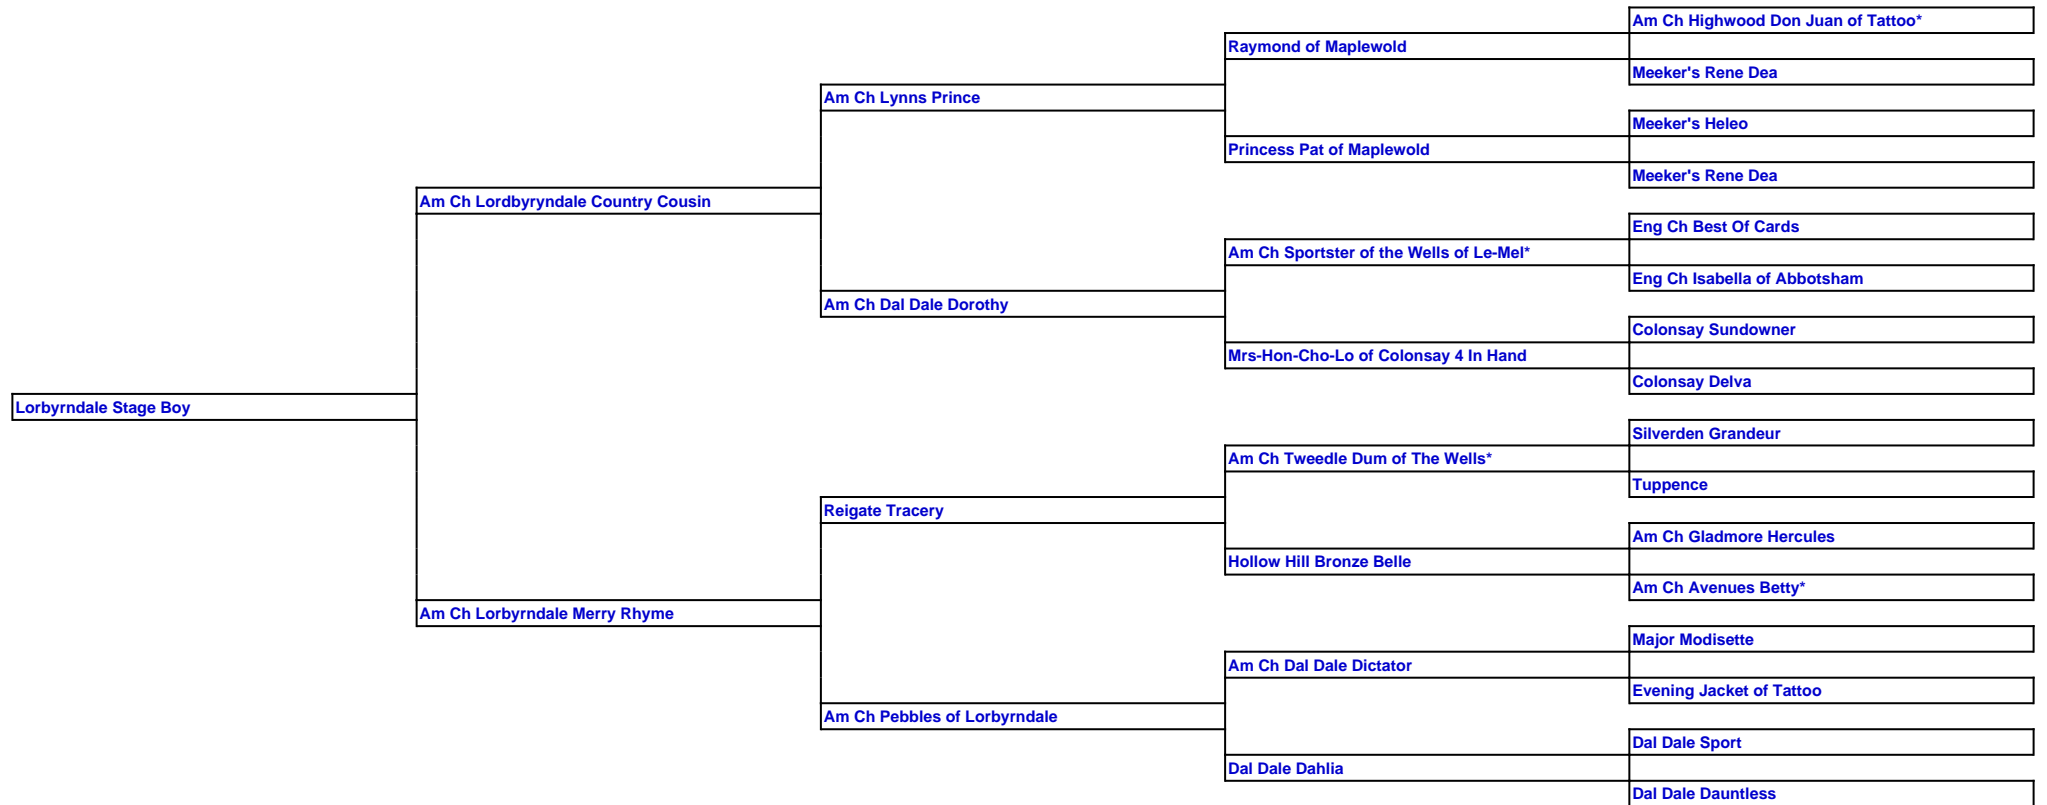 Am Ch Highwood Don Juan of Tattoo*
Raymond of Maplewold
Meeker's Rene Dea
Am Ch Lynns Prince
Meeker's Heleo
Princess Pat of Maplewold
Meeker's Rene Dea
Am Ch Lordbyryndale Country Cousin
Eng Ch Best Of Cards
Am Ch Sportster of the Wells of Le-Mel*
Eng Ch Isabella of Abbotsham
Am Ch Dal Dale Dorothy
Colonsay Sundowner
Mrs-Hon-Cho-Lo of Colonsay 4 In Hand
Colonsay Delva
Lorbyrndale Stage Boy
Silverden Grandeur
Am Ch Tweedle Dum of The Wells*
Tuppence
Reigate Tracery
Am Ch Gladmore Hercules
Hollow Hill Bronze Belle
Am Ch Avenues Betty*
Am Ch Lorbyrndale Merry Rhyme
Major Modisette
Am Ch Dal Dale Dictator
Evening Jacket of Tattoo
Am Ch Pebbles of Lorbyrndale
Dal Dale Sport
Dal Dale Dahlia
Dal Dale Dauntless